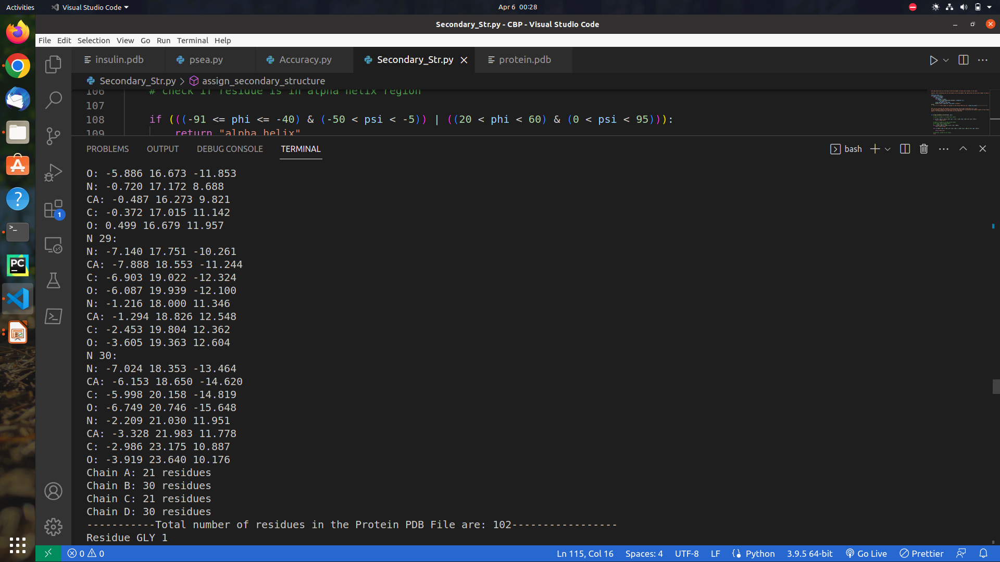 Activities
Visual Studio Code
Apr 6 00:28
Secondary_Str.py - CBP - Visual Studio Code
File Edit Selection View Go Run Terminal Help
insulin.pdb
psea.py
Accuracy.py
Secondary_Str.py
protein.pdb
Secondary_Str.py > assign_secondary_structure
106 # check if residue is in alpha helix region
107
108 if (((-91 <= phi <= -40) & (-50 < psi < -5)) | ((20 < phi < 60) & (0 < psi < 95))):
109 return "alpha helix"
PROBLEMS OUTPUT DEBUG CONSOLE TERMINAL
bash
O: -5.886 16.673 -11.853
N: -0.720 17.172 8.688
CA: -0.487 16.273 9.821
C: -0.372 17.015 11.142
O: 0.499 16.679 11.957
N 29:
N: -7.140 17.751 -10.261
CA: -7.888 18.553 -11.244
C: -6.903 19.022 -12.324
O: -6.087 19.939 -12.100
N: -1.216 18.000 11.346
CA: -1.294 18.826 12.548
C: -2.453 19.804 12.362
O: -3.605 19.363 12.604
N 30:
N: -7.024 18.353 -13.464
CA: -6.153 18.650 -14.620
C: -5.998 20.158 -14.819
O: -6.749 20.746 -15.648
N: -2.209 21.030 11.951
CA: -3.328 21.983 11.778
C: -2.986 23.175 10.887
O: -3.919 23.640 10.176
Chain A: 21 residues
Chain B: 30 residues
Chain C: 21 residues
Chain D: 30 residues
-----------Total number of residues in the Protein PDB File are: 102-----------------
Residue GLY 1
1
PC
0 0
Ln 115, Col 16 Spaces: 4 UTF-8 LF Python 3.9.5 64-bit Go Live Prettier